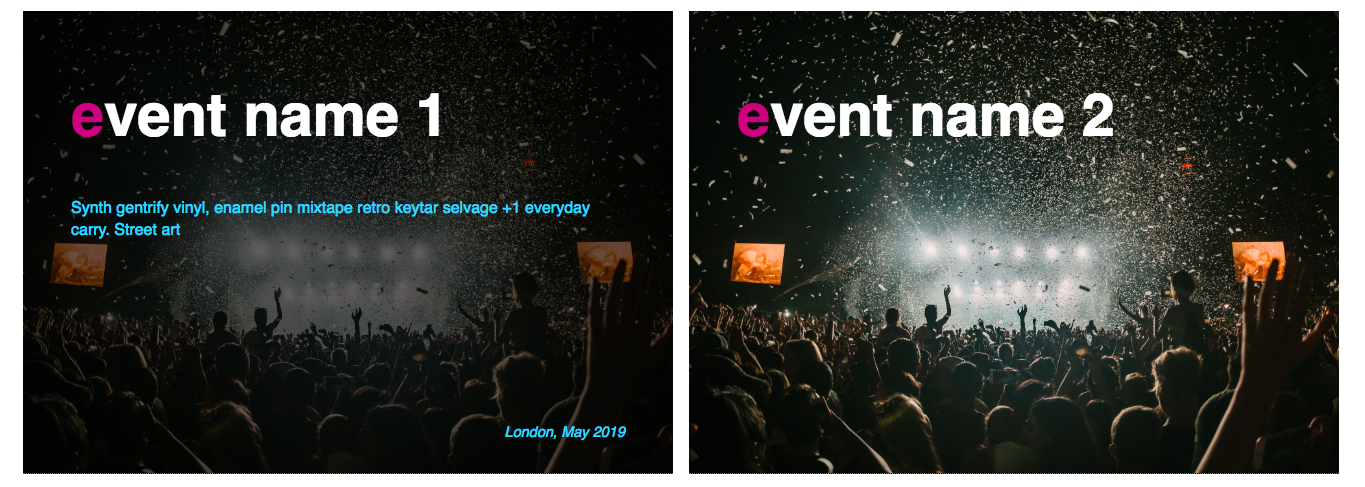 event name 1
Synth gentrify vinyl, enamel pin mixtape retro keytar selvage +1 everyday
carry. Street art
London, May 2019
event name 2